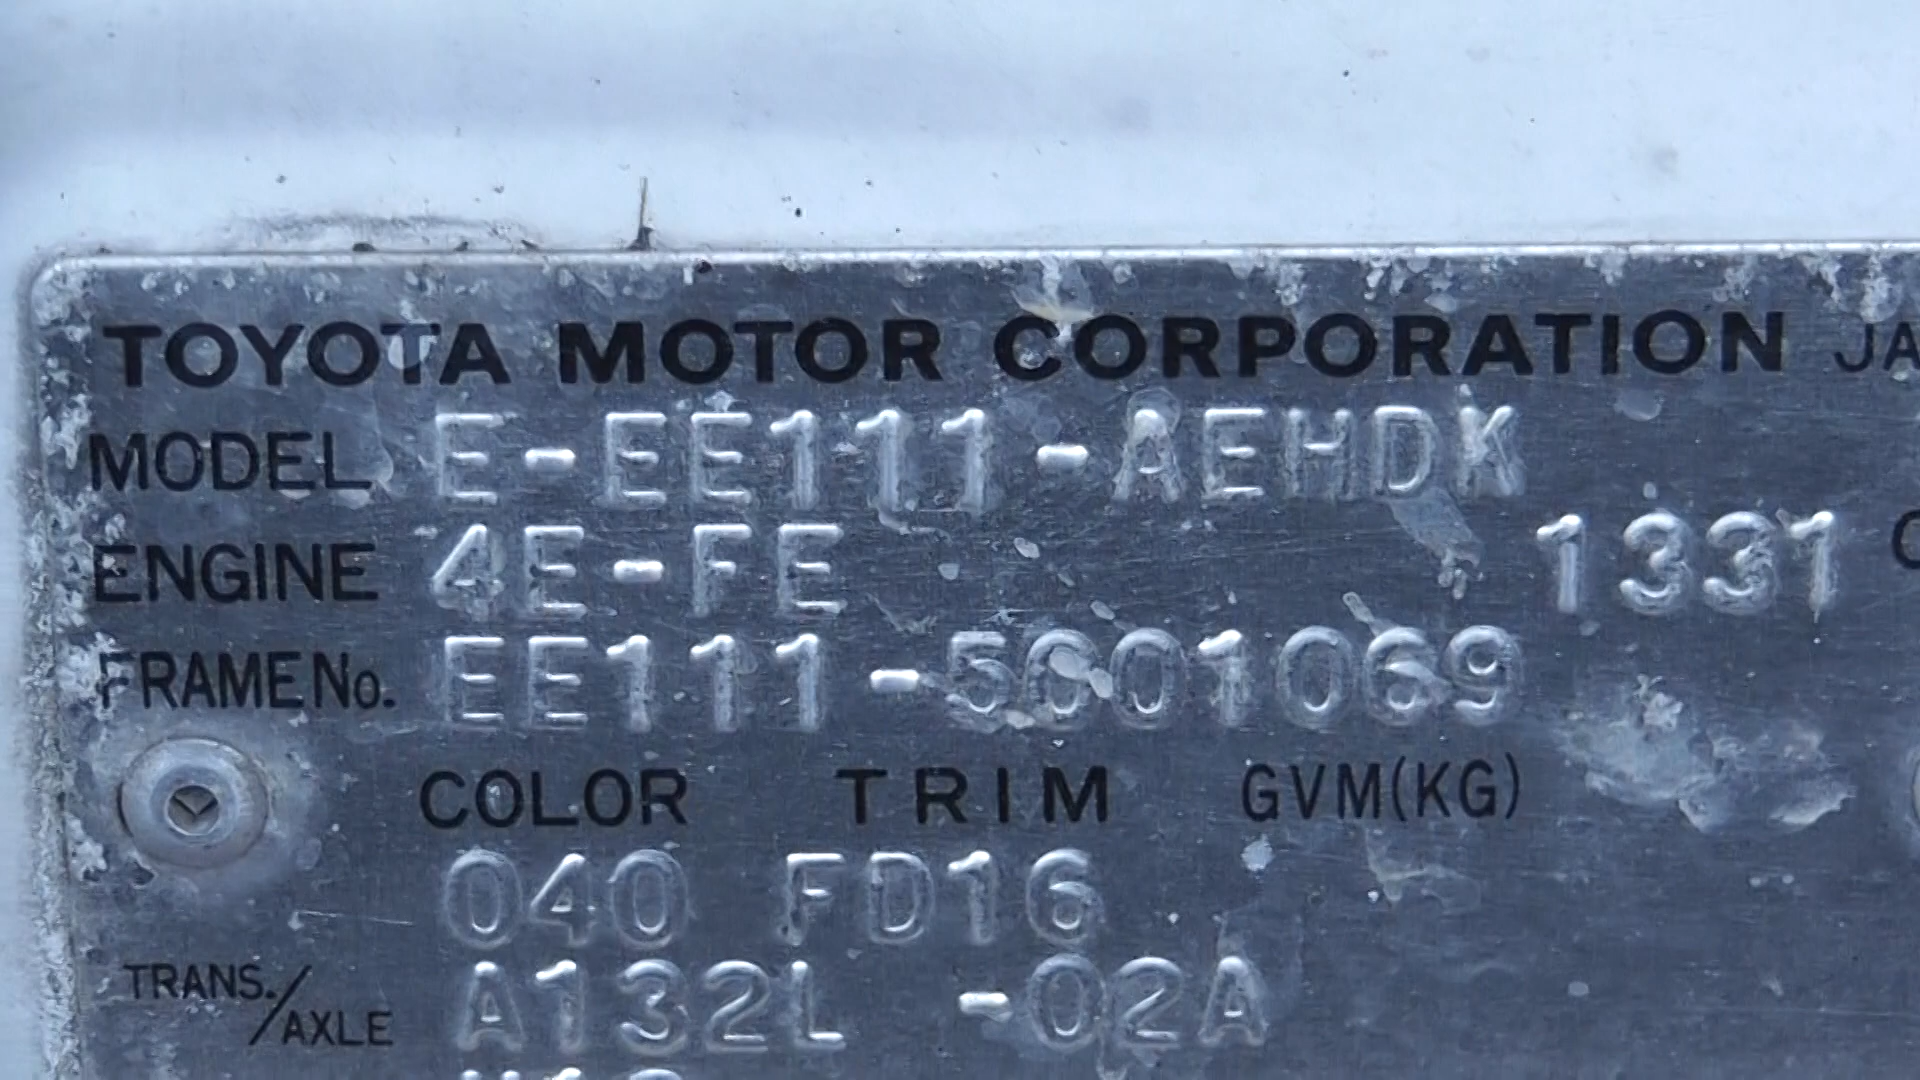 TOYOTA MOTOR CORPORATION JA
MODEL E-EE111-AEHDK
ENGINE 4E-FE 1331 C
FRAME No. EE111-5001069
COLOR TRIM GVM(KG)
040 FD16
TRANS./AXLE A132L -02A